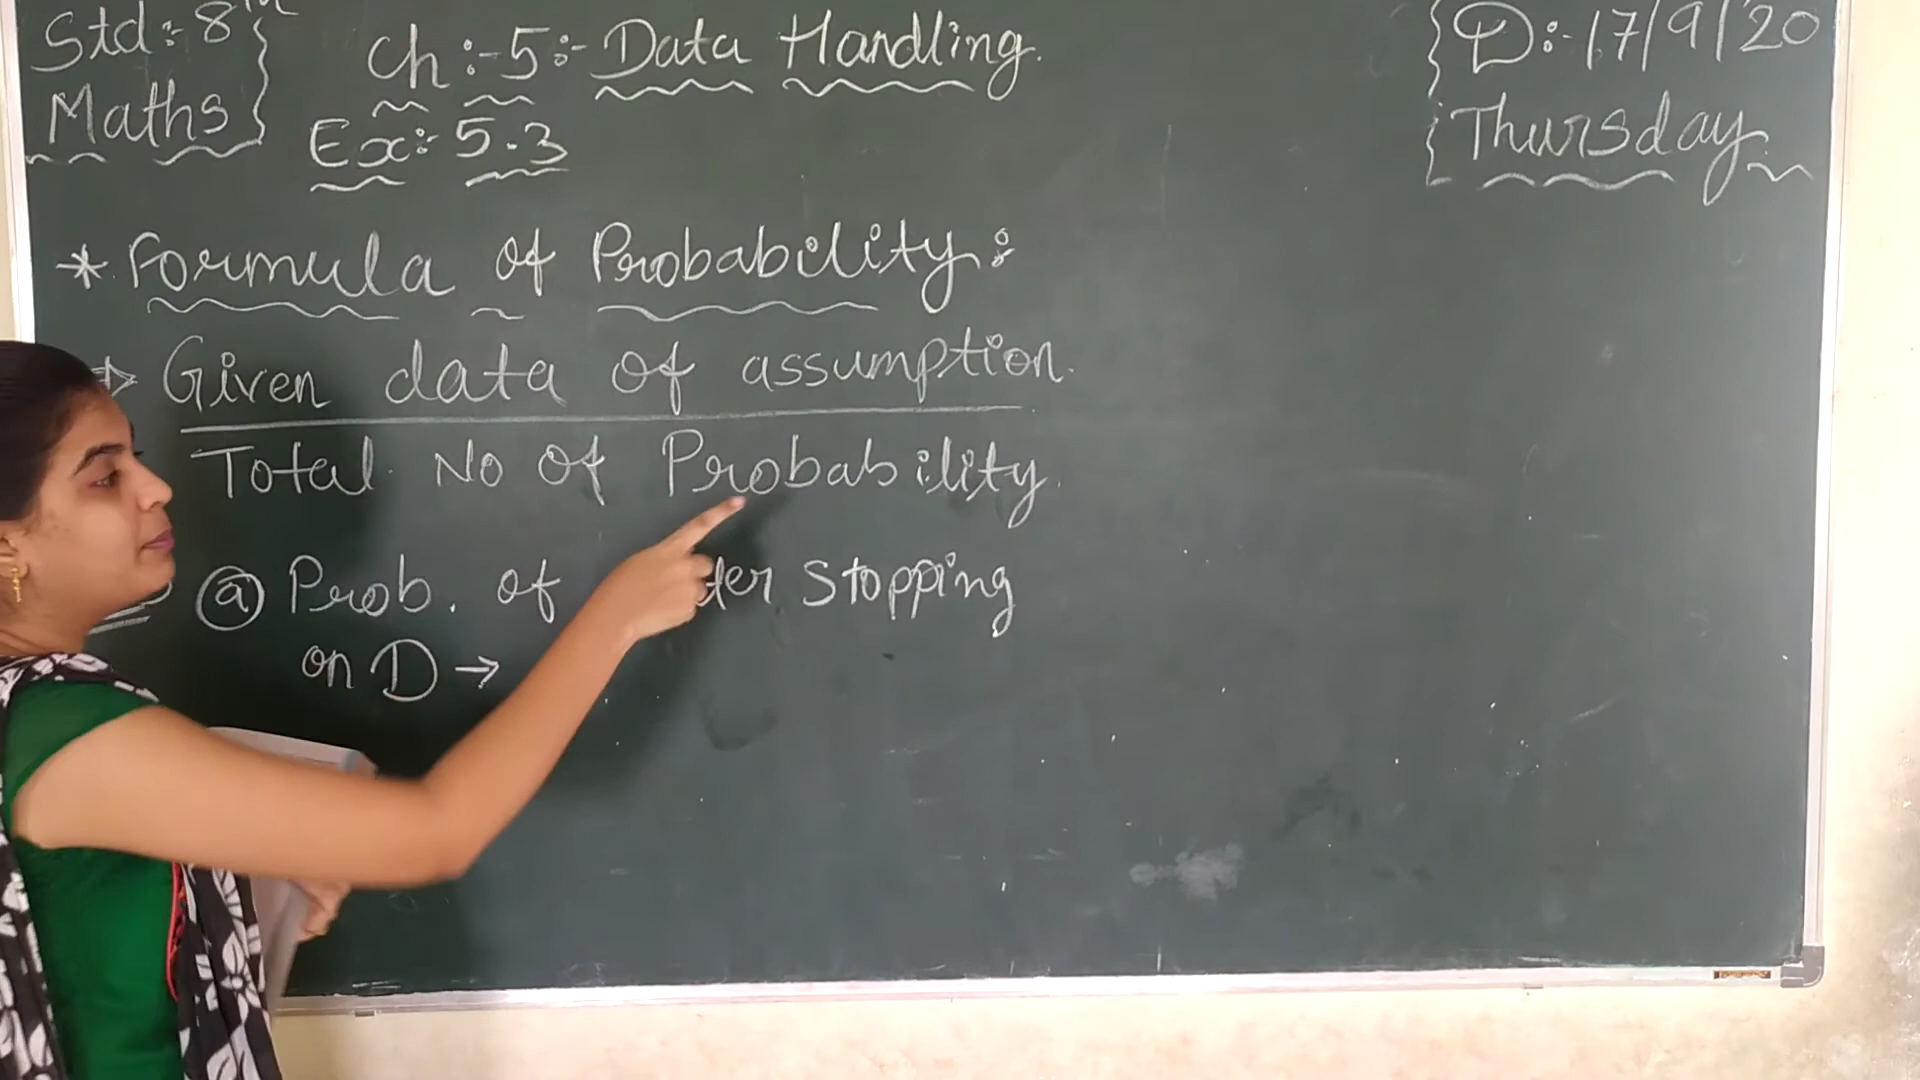 Std:- 8th
Maths
Ch:-5:- Data Handling.
Ex:- 5.3
D:-17/9/20
Thursday
* Formula of Probability:
⇒ Given data of assumption.
Total No of Probability.
ⓐ Prob. of Stopping
on D →